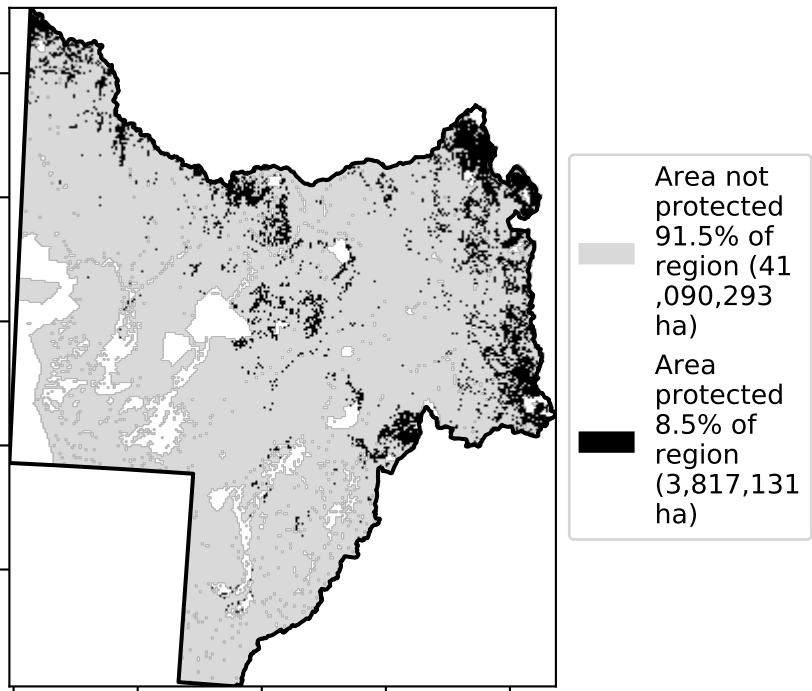 Area not
protected
91.5% of
region (41
,090,293
ha)
Area
protected
8.5% of
region
(3,817,131
ha)